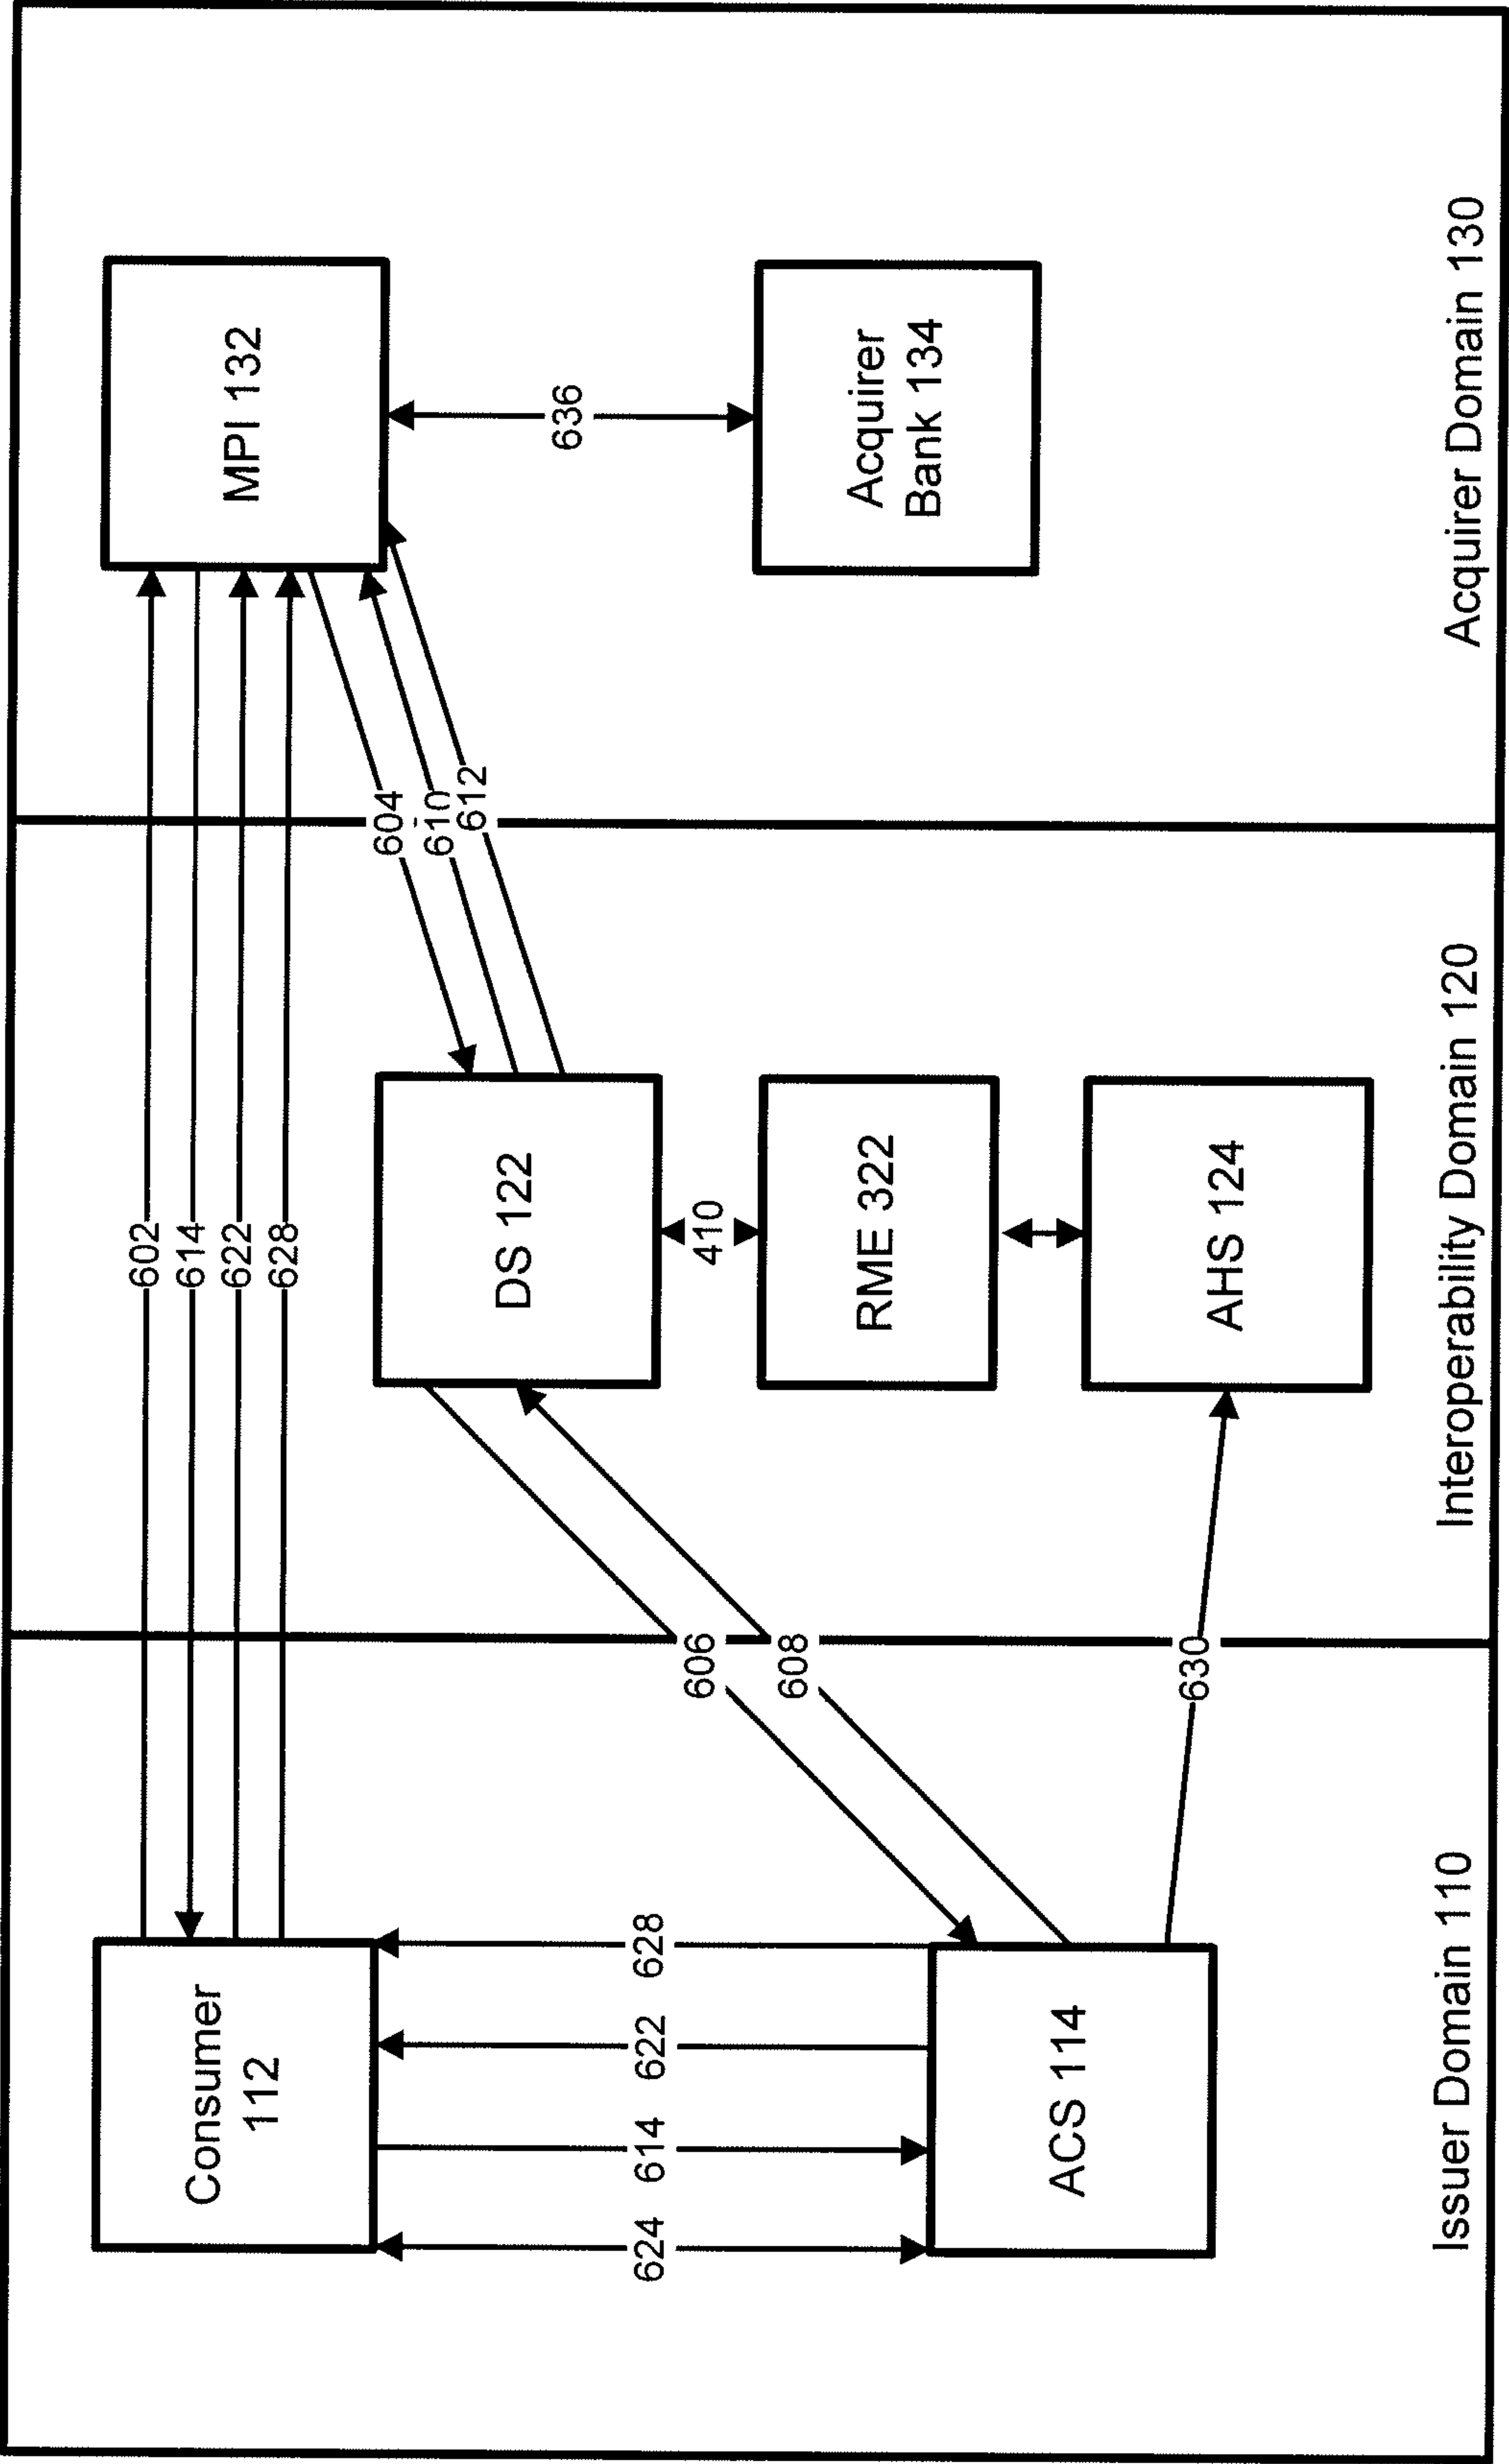 602
614
622
628
Consumer
112
MPI 132
604
610
612
DS 122
410
636
628
622
614
624
606
608
RME 322
Acquirer
Bank 134
ACS 114
630
AHS 124
Issuer Domain 110
Interoperability Domain 120
Acquirer Domain 130